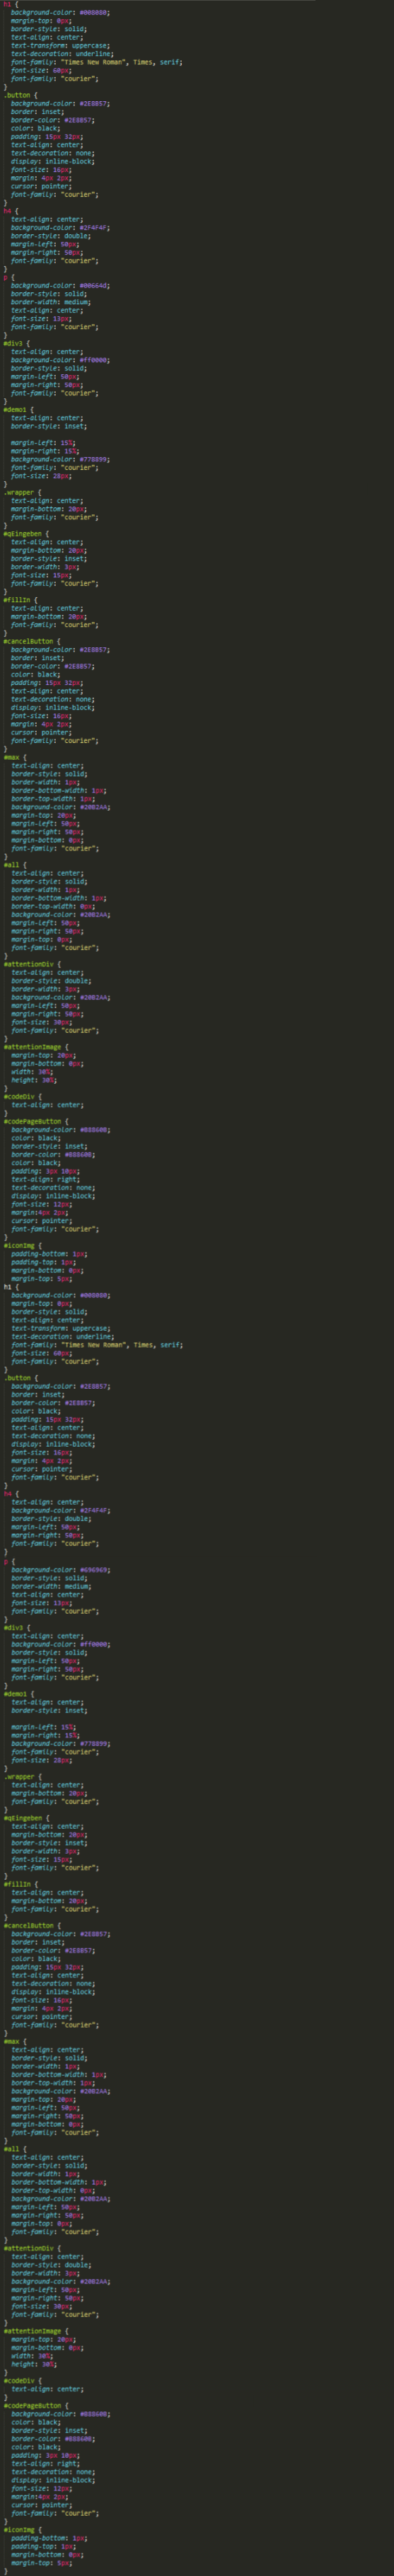 h1 {
background-color: #008080;
margin-top: 0px;
border-style: solid;
text-align: center;
text-transform: uppercase;
text-decoration: underline;
font-family: "Times New Roman", Times, serif;
font-size: 60px;
font-family: "courier";
}
.button {
background-color: #2E8B57;
border: inset;
border-color: #2E8B57;
color: black;
padding: 15px 32px;
text-align: center;
text-decoration: none;
display: inline-block;
font-size: 16px;
margin: 4px 2px;
cursor: pointer;
font-family: "courier";
}
h4 {
text-align: center;
background-color: #2F4F4F;
border-style: double;
margin-left: 50px;
margin-right: 50px;
font-family: "courier";
}
p {
background-color: #00664d;
border-style: solid;
border-width: medium;
text-align: center;
font-size: 13px;
font-family: "courier";
}
#div3 {
text-align: center;
background-color: #ff0000;
border-style: solid;
margin-left: 50px;
margin-right: 50px;
font-family: "courier";
}
#demo1 {
text-align: center;
border-style: inset;
margin-left: 15%;
margin-right: 15%;
background-color: #778899;
font-family: "courier";
font-size: 28px;
}
.wrapper {
text-align: center;
margin-bottom: 20px;
font-family: "courier";
}
#qEingeben {
text-align: center;
margin-bottom: 20px;
border-style: inset;
border-width: 3px;
font-size: 15px;
font-family: "courier";
}
#fillIn {
text-align: center;
margin-bottom: 20px;
font-family: "courier";
}
#cancelButton {
background-color: #2E8B57;
border: inset;
border-color: #2E8B57;
color: black;
padding: 15px 32px;
text-align: center;
text-decoration: none;
display: inline-block;
font-size: 16px;
margin: 4px 2px;
cursor: pointer;
font-family: "courier";
}
#max {
text-align: center;
border-style: solid;
border-width: 1px;
border-bottom-width: 1px;
border-top-width: 1px;
background-color: #20B2AA;
margin-top: 20px;
margin-left: 50px;
margin-right: 50px;
margin-bottom: 0px;
font-family: "courier";
}
#all {
text-align: center;
border-style: solid;
border-width: 1px;
border-bottom-width: 1px;
border-top-width: 0px;
background-color: #20B2AA;
margin-left: 50px;
margin-right: 50px;
margin-top: 0px;
font-family: "courier";
}
#attentionDiv {
text-align: center;
border-style: double;
border-width: 3px;
background-color: #20B2AA;
margin-left: 50px;
margin-right: 50px;
font-size: 30px;
font-family: "courier";
}
#attentionImage {
margin-top: 20px;
margin-bottom: 0px;
width: 30%;
height: 30%;
}
#codeDiv {
text-align: center;
}
#codePageButton {
background-color: #B8860B;
color: black;
border-style: inset;
border-color: #B8860B;
color: black;
padding: 3px 10px;
text-align: right;
text-decoration: none;
display: inline-block;
font-size: 12px;
margin:4px 2px;
cursor: pointer;
font-family: "courier";
}
#iconImg {
padding-bottom: 1px;
padding-top: 1px;
margin-bottom: 0px;
margin-top: 5px;
h1 {
background-color: #008080;
margin-top: 0px;
border-style: solid;
text-align: center;
text-transform: uppercase;
text-decoration: underline;
font-family: "Times New Roman", Times, serif;
font-size: 60px;
font-family: "courier";
}
.button {
background-color: #2E8B57;
border: inset;
border-color: #2E8B57;
color: black;
padding: 15px 32px;
text-align: center;
text-decoration: none;
display: inline-block;
font-size: 16px;
margin: 4px 2px;
cursor: pointer;
font-family: "courier";
}
h4 {
text-align: center;
background-color: #2F4F4F;
border-style: double;
margin-left: 50px;
margin-right: 50px;
font-family: "courier";
}
p {
background-color: #696969;
border-style: solid;
border-width: medium;
text-align: center;
font-size: 13px;
font-family: "courier";
}
#div3 {
text-align: center;
background-color: #ff0000;
border-style: solid;
margin-left: 50px;
margin-right: 50px;
font-family: "courier";
}
#demo1 {
text-align: center;
border-style: inset;
margin-left: 15%;
margin-right: 15%;
background-color: #778899;
font-family: "courier";
font-size: 28px;
}
.wrapper {
text-align: center;
margin-bottom: 20px;
font-family: "courier";
}
#qEingeben {
text-align: center;
margin-bottom: 20px;
border-style: inset;
border-width: 3px;
font-size: 15px;
font-family: "courier";
}
#fillIn {
text-align: center;
margin-bottom: 20px;
font-family: "courier";
}
#cancelButton {
background-color: #2E8B57;
border: inset;
border-color: #2E8B57;
color: black;
padding: 15px 32px;
text-align: center;
text-decoration: none;
display: inline-block;
font-size: 16px;
margin: 4px 2px;
cursor: pointer;
font-family: "courier";
}
#max {
text-align: center;
border-style: solid;
border-width: 1px;
border-bottom-width: 1px;
border-top-width: 1px;
background-color: #20B2AA;
margin-top: 20px;
margin-left: 50px;
margin-right: 50px;
margin-bottom: 0px;
font-family: "courier";
}
#all {
text-align: center;
border-style: solid;
border-width: 1px;
border-bottom-width: 1px;
border-top-width: 0px;
background-color: #20B2AA;
margin-left: 50px;
margin-right: 50px;
margin-top: 0px;
font-family: "courier";
}
#attentionDiv {
text-align: center;
border-style: double;
border-width: 3px;
background-color: #20B2AA;
margin-left: 50px;
margin-right: 50px;
font-size: 30px;
font-family: "courier";
}
#attentionImage {
margin-top: 20px;
margin-bottom: 0px;
width: 30%;
height: 30%;
}
#codeDiv {
text-align: center;
}
#codePageButton {
background-color: #B8860B;
color: black;
border-style: inset;
border-color: #B8860B;
color: black;
padding: 3px 10px;
text-align: right;
text-decoration: none;
display: inline-block;
font-size: 12px;
margin:4px 2px;
cursor: pointer;
font-family: "courier";
}
#iconImg {
padding-bottom: 1px;
padding-top: 1px;
margin-bottom: 0px;
margin-top: 5px;
}